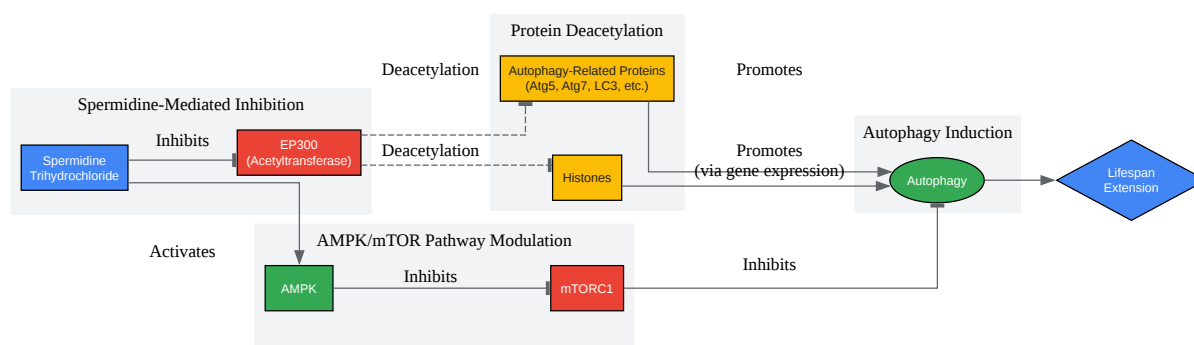 Protein Deacetylation
Deacetylation
Autophagy-Related Proteins
(Atg5, Atg7, LC3, etc.)
Promotes
Spermidine-Mediated Inhibition
Inhibits
EP300
(Acetyltransferase)
Spermidine
Trihydrochloride
Deacetylation
Histones
Promotes
(via gene expression)
Autophagy Induction
Autophagy
Lifespan
Extension
Activates
AMPK/mTOR Pathway Modulation
AMPK
Inhibits
mTORC1
Inhibits